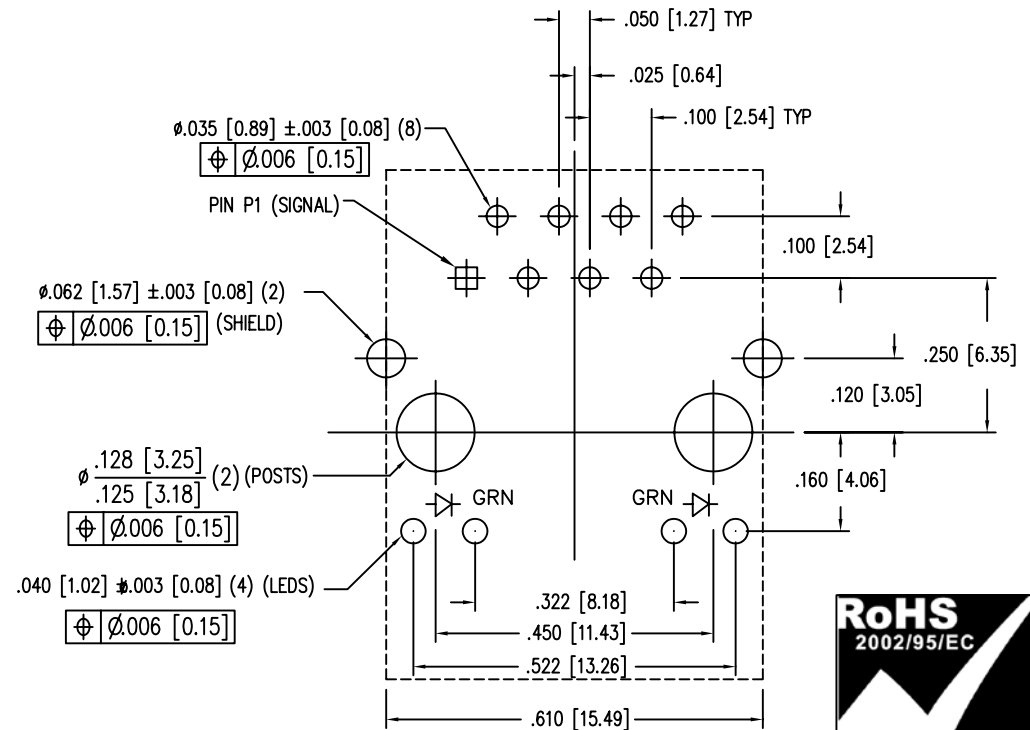 .050 [1.27] TYP
.025 [0.64]
.100 [2.54] TYP
ø.035 [0.89] ±.003 [0.08] (8)
⌖ Ø.006 [0.15]
PIN P1 (SIGNAL)
.100 [2.54]
ø.062 [1.57] ±.003 [0.08] (2)
⌖ Ø.006 [0.15] (SHIELD)
.250 [6.35]
.120 [3.05]
ø .128 [3.25]
.125 [3.18] (2) (POSTS)
⌖ Ø.006 [0.15]
GRN
GRN
.160 [4.06]
.040 [1.02] ±.003 [0.08] (4) (LEDS)
⌖ Ø.006 [0.15]
.322 [8.18]
.450 [11.43]
.522 [13.26]
.610 [15.49]
RoHS
2002/95/EC